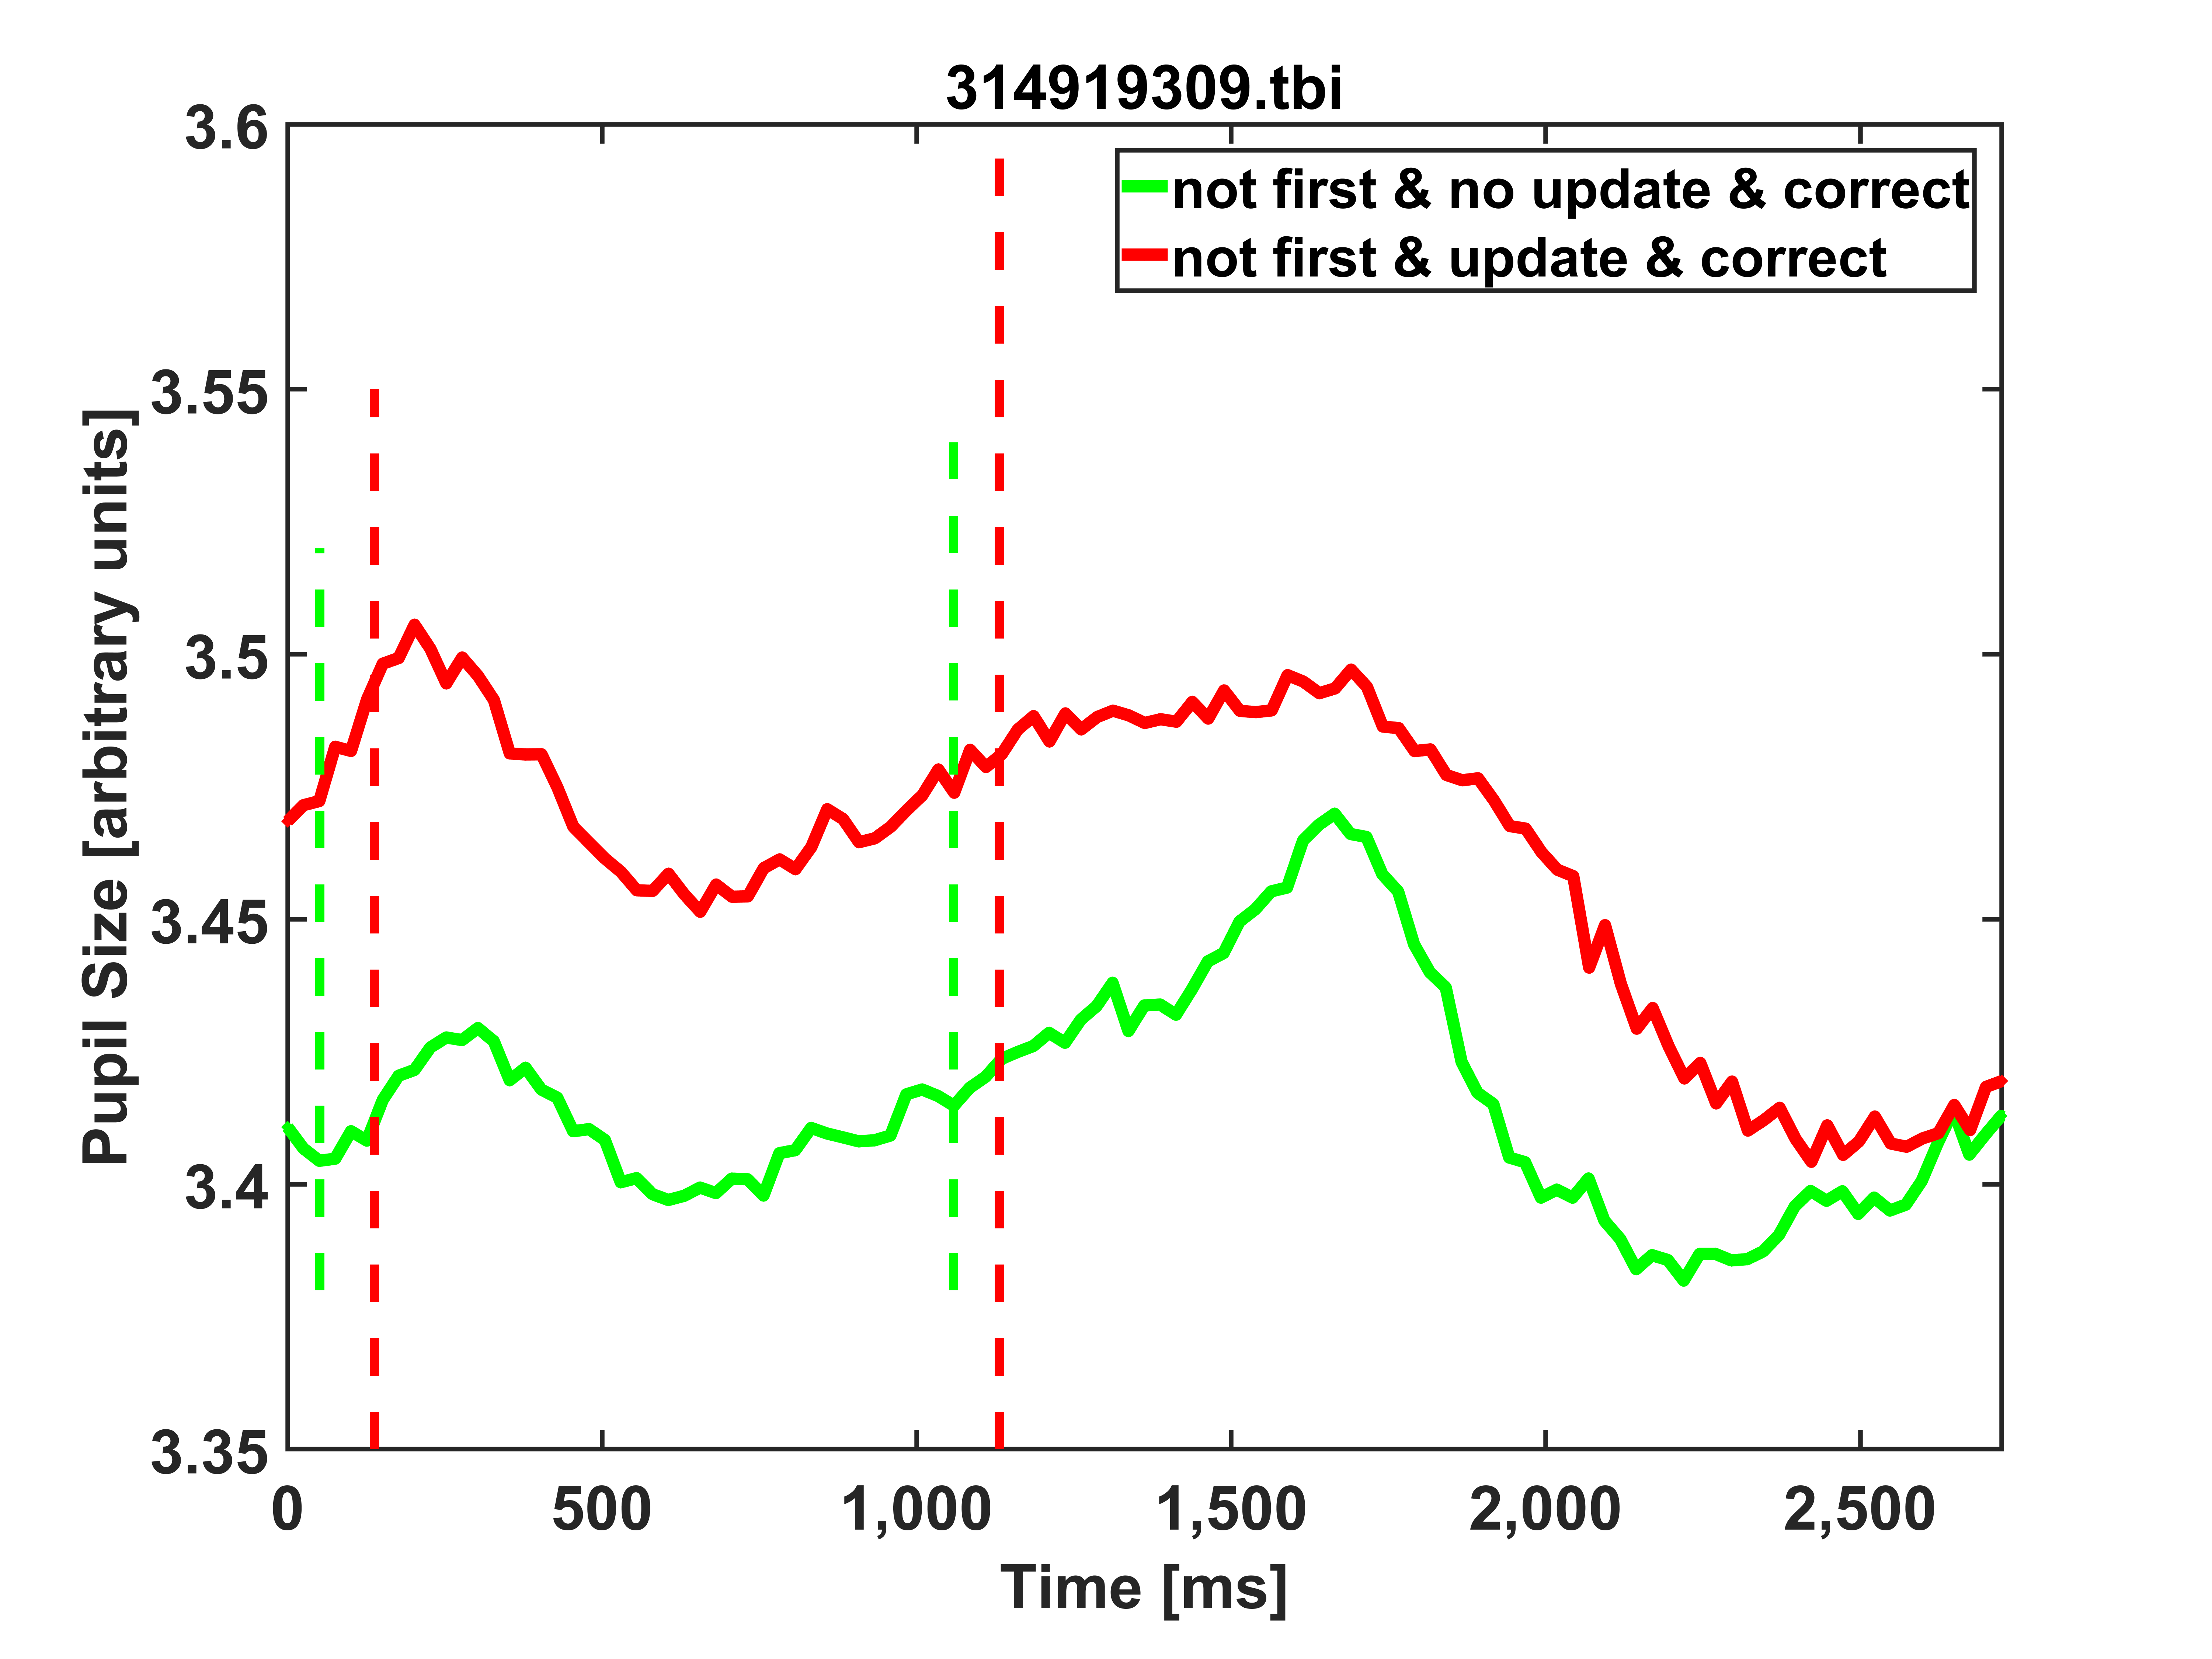 314919309.tbi
3.6
3.55
3.5
3.45
3.4
3.35
Pupil Size [arbitrary units]
not first & no update & correct
not first & update & correct
0 500 1,000 1,500 2,000 2,500
Time [ms]